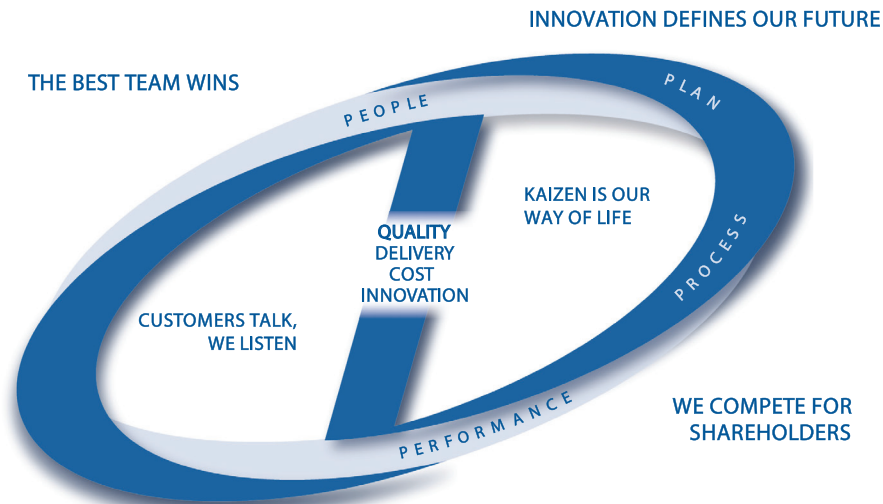 INNOVATION DEFINES OUR FUTURE
THE BEST TEAM WINS
PLAN
PEOPLE
KAIZEN IS OUR
WAY OF LIFE
PROCESS
QUALITY
DELIVERY
COST
INNOVATION
CUSTOMERS TALK,
WE LISTEN
PERFORMANCE
WE COMPETE FOR
SHAREHOLDERS